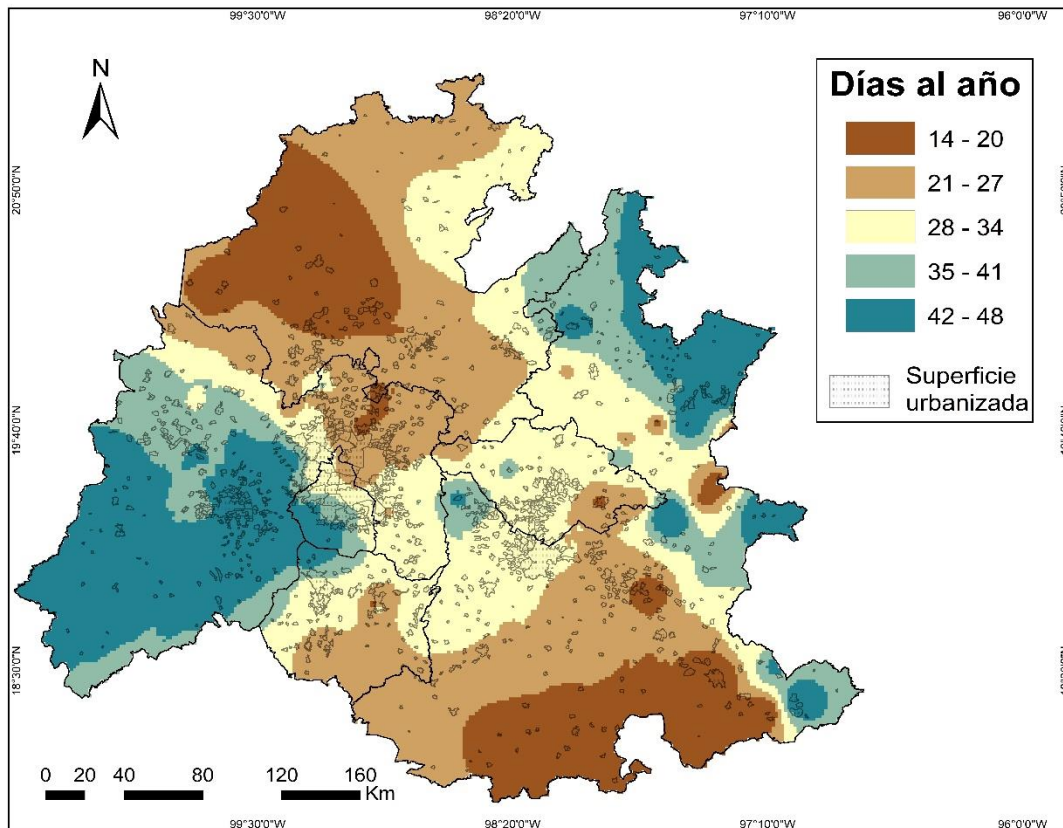 99°30'0"W 98°20'0"W 97°10'0"W 96°0'0"W
N
Días al año
14 - 20
21 - 27
28 - 34
35 - 41
42 - 48
Superficie
urbanizada
20°50'0"N
19°40'0"N
18°30'0"N
0 20 40 80 120 160
Km
99°30'0"W 98°20'0"W 97°10'0"W 96°0'0"W